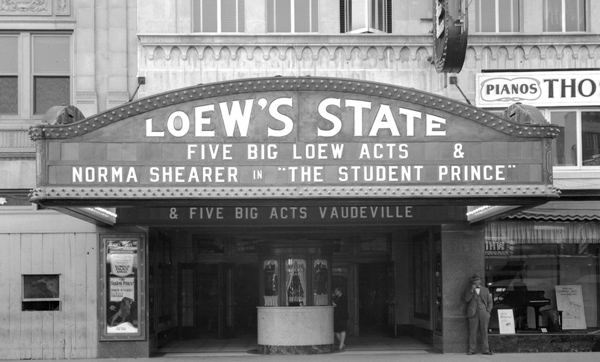 LOEW'S STATE
FIVE BIG LOEW ACTS &
NORMA SHEARER IN "THE STUDENT PRINCE"
& FIVE BIG ACTS VAUDEVILLE
PIANOS THO